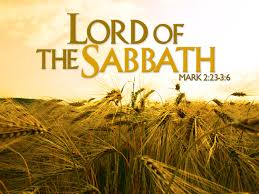 LORD OF
THE SABBATH
MARK 2:23-3:6